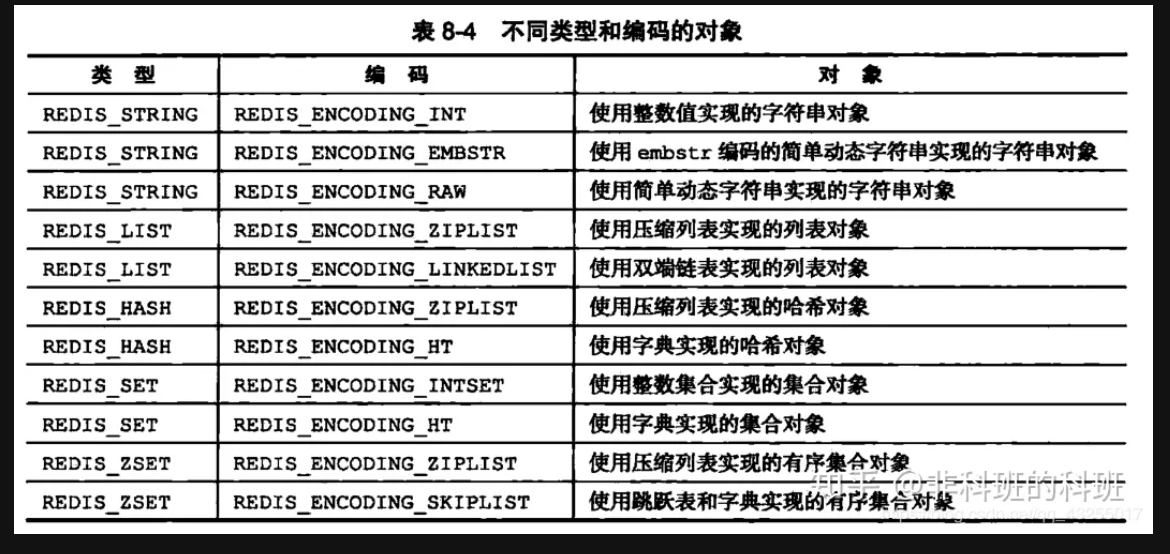 表 8-4 不同类型和编码的对象
类 型 编 码 对 象
REDIS_STRING REDIS_ENCODING_INT 使用整数值实现的字符串对象
REDIS_STRING REDIS_ENCODING_EMBSTR 使用 embstr 编码的简单动态字符串实现的字符串对象
REDIS_STRING REDIS_ENCODING_RAW 使用简单动态字符串实现的字符串对象
REDIS_LIST REDIS_ENCODING_ZIPLIST 使用压缩列表实现的列表对象
REDIS_LIST REDIS_ENCODING_LINKEDLIST 使用双端链表实现的列表对象
REDIS_HASH REDIS_ENCODING_ZIPLIST 使用压缩列表实现的哈希对象
REDIS_HASH REDIS_ENCODING_HT 使用字典实现的哈希对象
REDIS_SET REDIS_ENCODING_INTSET 使用整数集合实现的集合对象
REDIS_SET REDIS_ENCODING_HT 使用字典实现的集合对象
REDIS_ZSET REDIS_ENCODING_ZIPLIST 使用压缩列表实现的有序集合对象
知乎 @非科班的科班
REDIS_ZSET REDIS_ENCODING_SKIPLIST 使用跳跃表和字典实现的有序集合对象